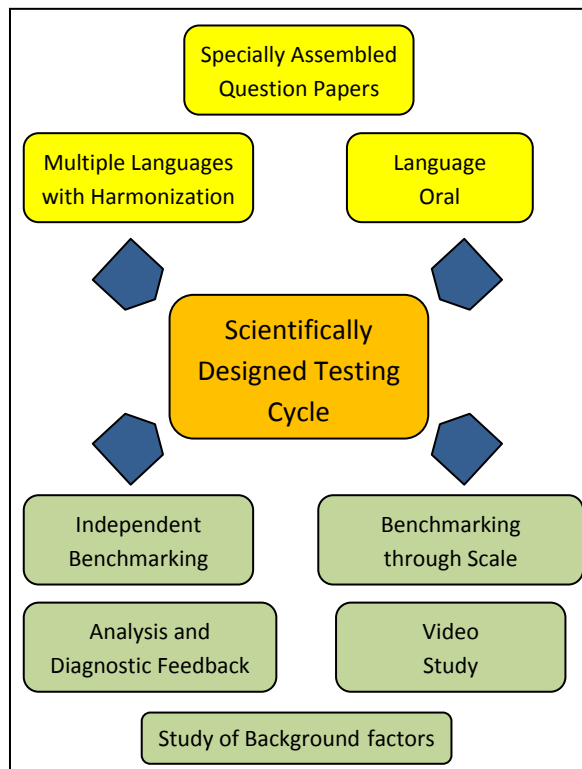 Specially Assembled
Question Papers
Multiple Languages
with Harmonization
Language
Oral
Scientifically
Designed Testing
Cycle
Independent
Benchmarking
Benchmarking
through Scale
Analysis and
Diagnostic Feedback
Video
Study
Study of Background factors